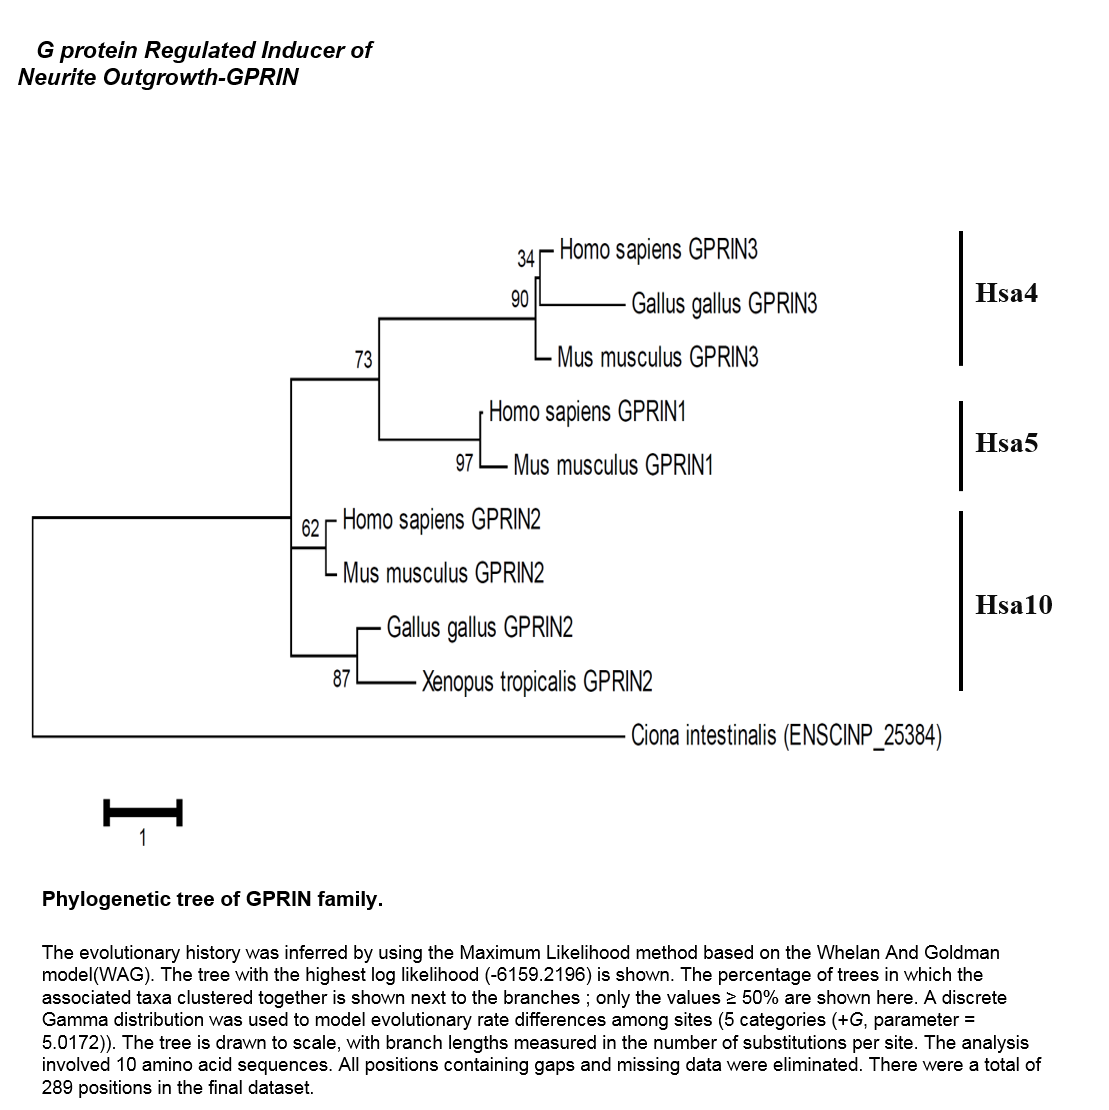 G protein Regulated Inducer of
Neurite Outgrowth-GPRIN
34
Homo sapiens GPRIN3
Hsa4
90
Gallus gallus GPRIN3
Mus musculus GPRIN3
73
Homo sapiens GPRIN1
Hsa5
97
Mus musculus GPRIN1
62
Homo sapiens GPRIN2
Mus musculus GPRIN2
Hsa10
Gallus gallus GPRIN2
87
Xenopus tropicalis GPRIN2
Ciona intestinalis (ENSCINP_25384)
1
Phylogenetic tree of GPRIN family.
The evolutionary history was inferred by using the Maximum Likelihood method based on the Whelan And Goldman
model(WAG). The tree with the highest log likelihood (-6159.2196) is shown. The percentage of trees in which the
associated taxa clustered together is shown next to the branches ; only the values ≥ 50% are shown here. A discrete
Gamma distribution was used to model evolutionary rate differences among sites (5 categories (+G, parameter =
5.0172)). The tree is drawn to scale, with branch lengths measured in the number of substitutions per site. The analysis
involved 10 amino acid sequences. All positions containing gaps and missing data were eliminated. There were a total of
289 positions in the final dataset.